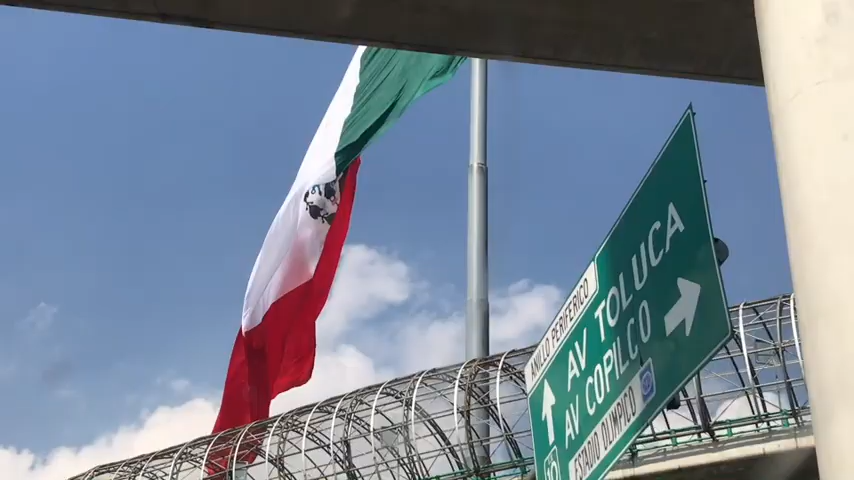 ANILLO PERIFERICO
AV TOLUCA
AV COPILCO
ESTADIO OLIMPICO